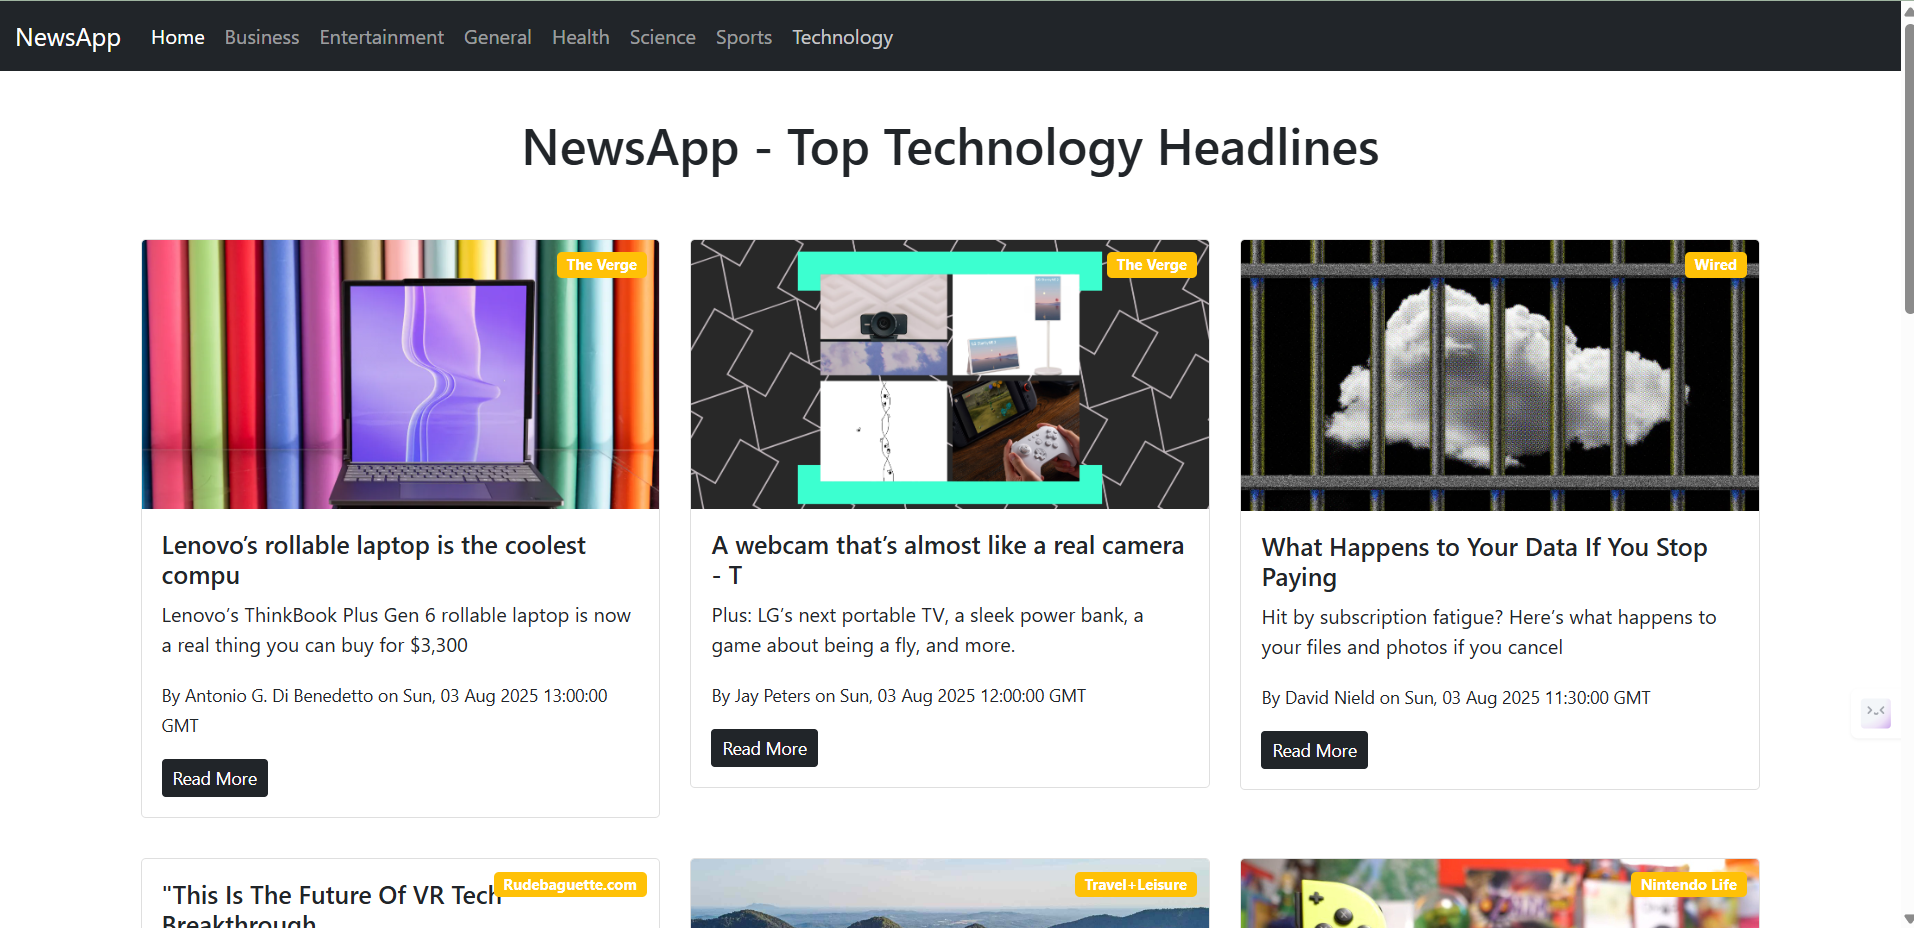 NewsApp Home Business Entertainment General Health Science Sports Technology
NewsApp - Top Technology Headlines
The Verge
Lenovo’s rollable laptop is the coolest
compu
Lenovo’s ThinkBook Plus Gen 6 rollable laptop is now
a real thing you can buy for $3,300
By Antonio G. Di Benedetto on Sun, 03 Aug 2025 13:00:00
GMT
Read More
The Verge
A webcam that’s almost like a real camera
- T
Plus: LG’s next portable TV, a sleek power bank, a
game about being a fly, and more.
By Jay Peters on Sun, 03 Aug 2025 12:00:00 GMT
Read More
Wired
What Happens to Your Data If You Stop
Paying
Hit by subscription fatigue? Here’s what happens to
your files and photos if you cancel
By David Nield on Sun, 03 Aug 2025 11:30:00 GMT
Read More
Rudebaguette.com
"This Is The Future Of VR Tech
Breakthrough
Travel+Leisure
Nintendo Life